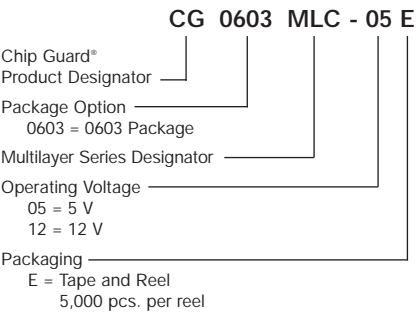 CG 0603 MLC - 05 E
Chip Guard®
Product Designator
Package Option
0603 = 0603 Package
Multilayer Series Designator
Operating Voltage
05 = 5 V
12 = 12 V
Packaging
E = Tape and Reel
5,000 pcs. per reel